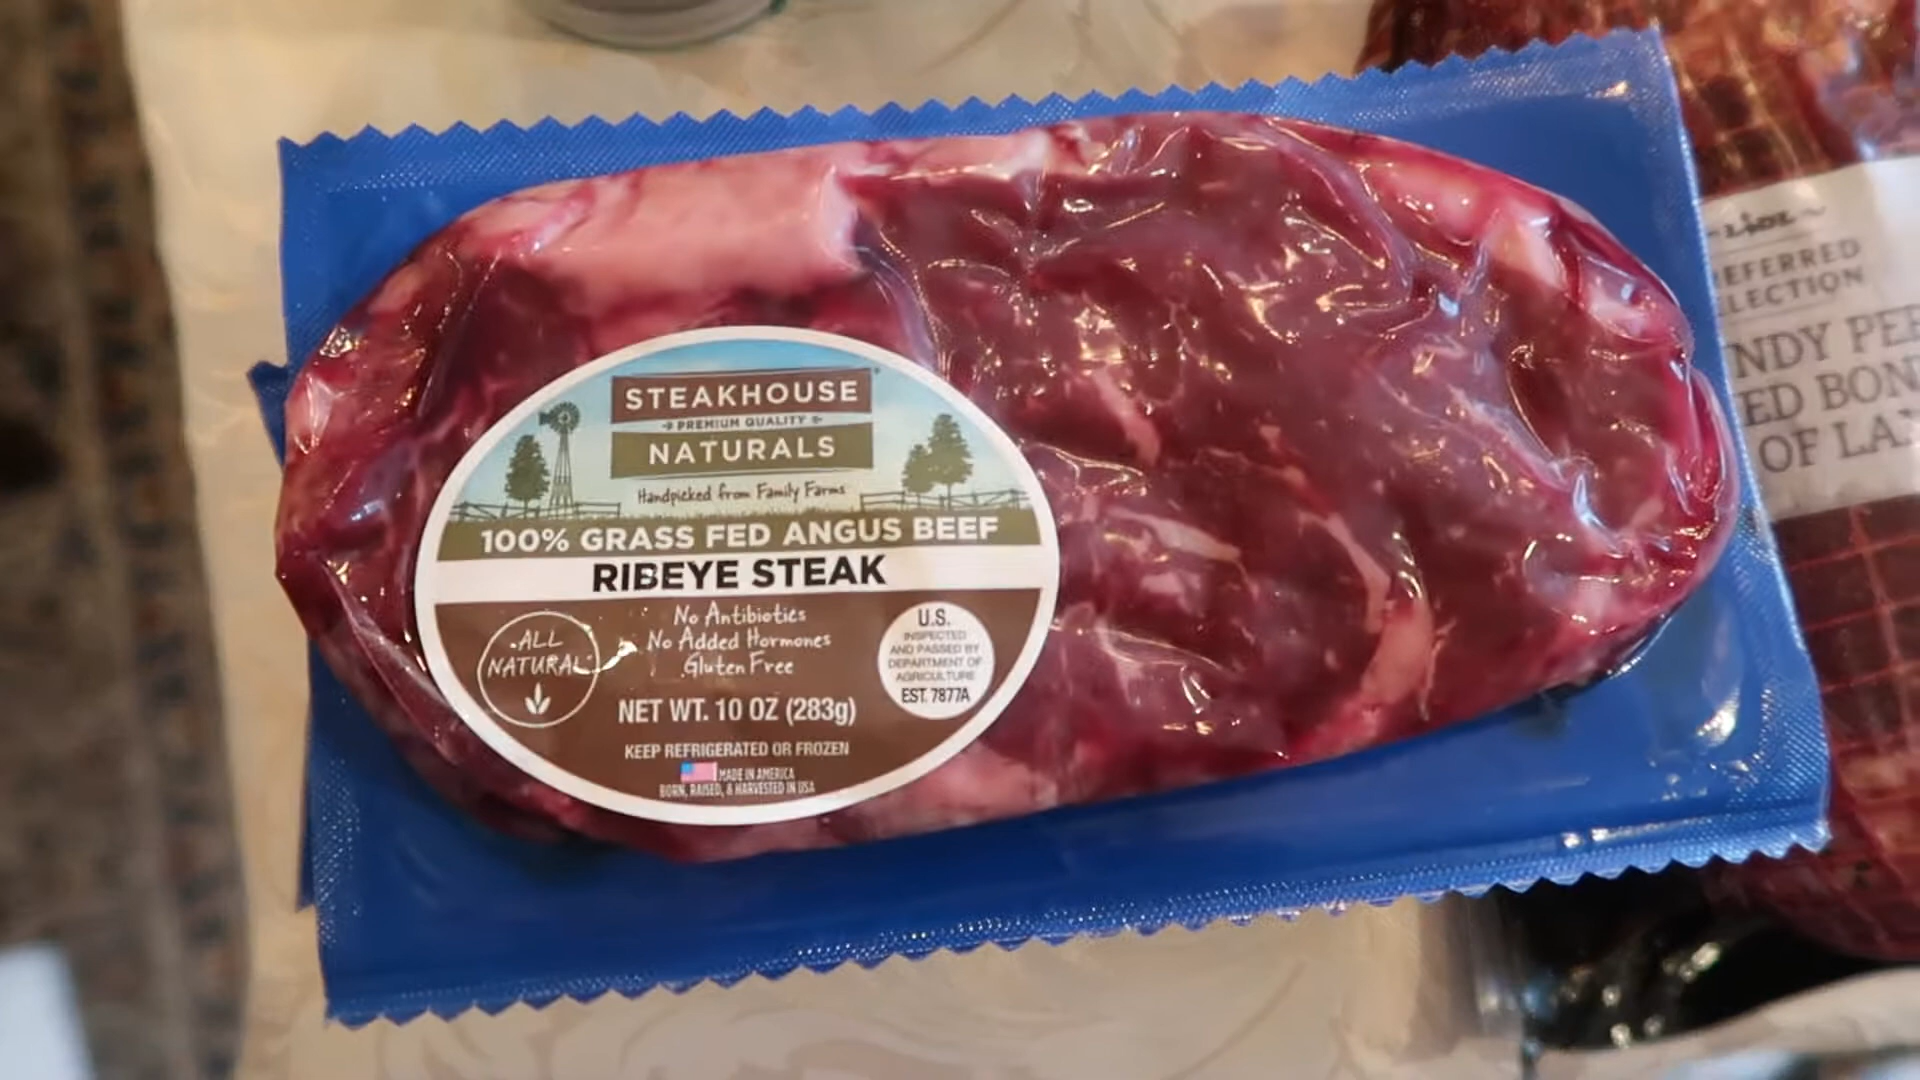 STEAKHOUSE
PREMIUM QUALITY
NATURALS
Handpicked from Family Farms
100% GRASS FED ANGUS BEEF
RIBEYE STEAK
No Antibiotics
No Added Hormones
Gluten Free
ALL
NATURAL
U.S.
INSPECTED
AND PASSED BY
DEPARTMENT OF
AGRICULTURE
EST. 7877A
NET WT. 10 OZ (283g)
KEEP REFRIGERATED OR FROZEN
MADE IN AMERICA
BORN, RAISED, & HARVESTED IN USA
EFERRED
LECTION
NDY PE
ED BON
OF LA